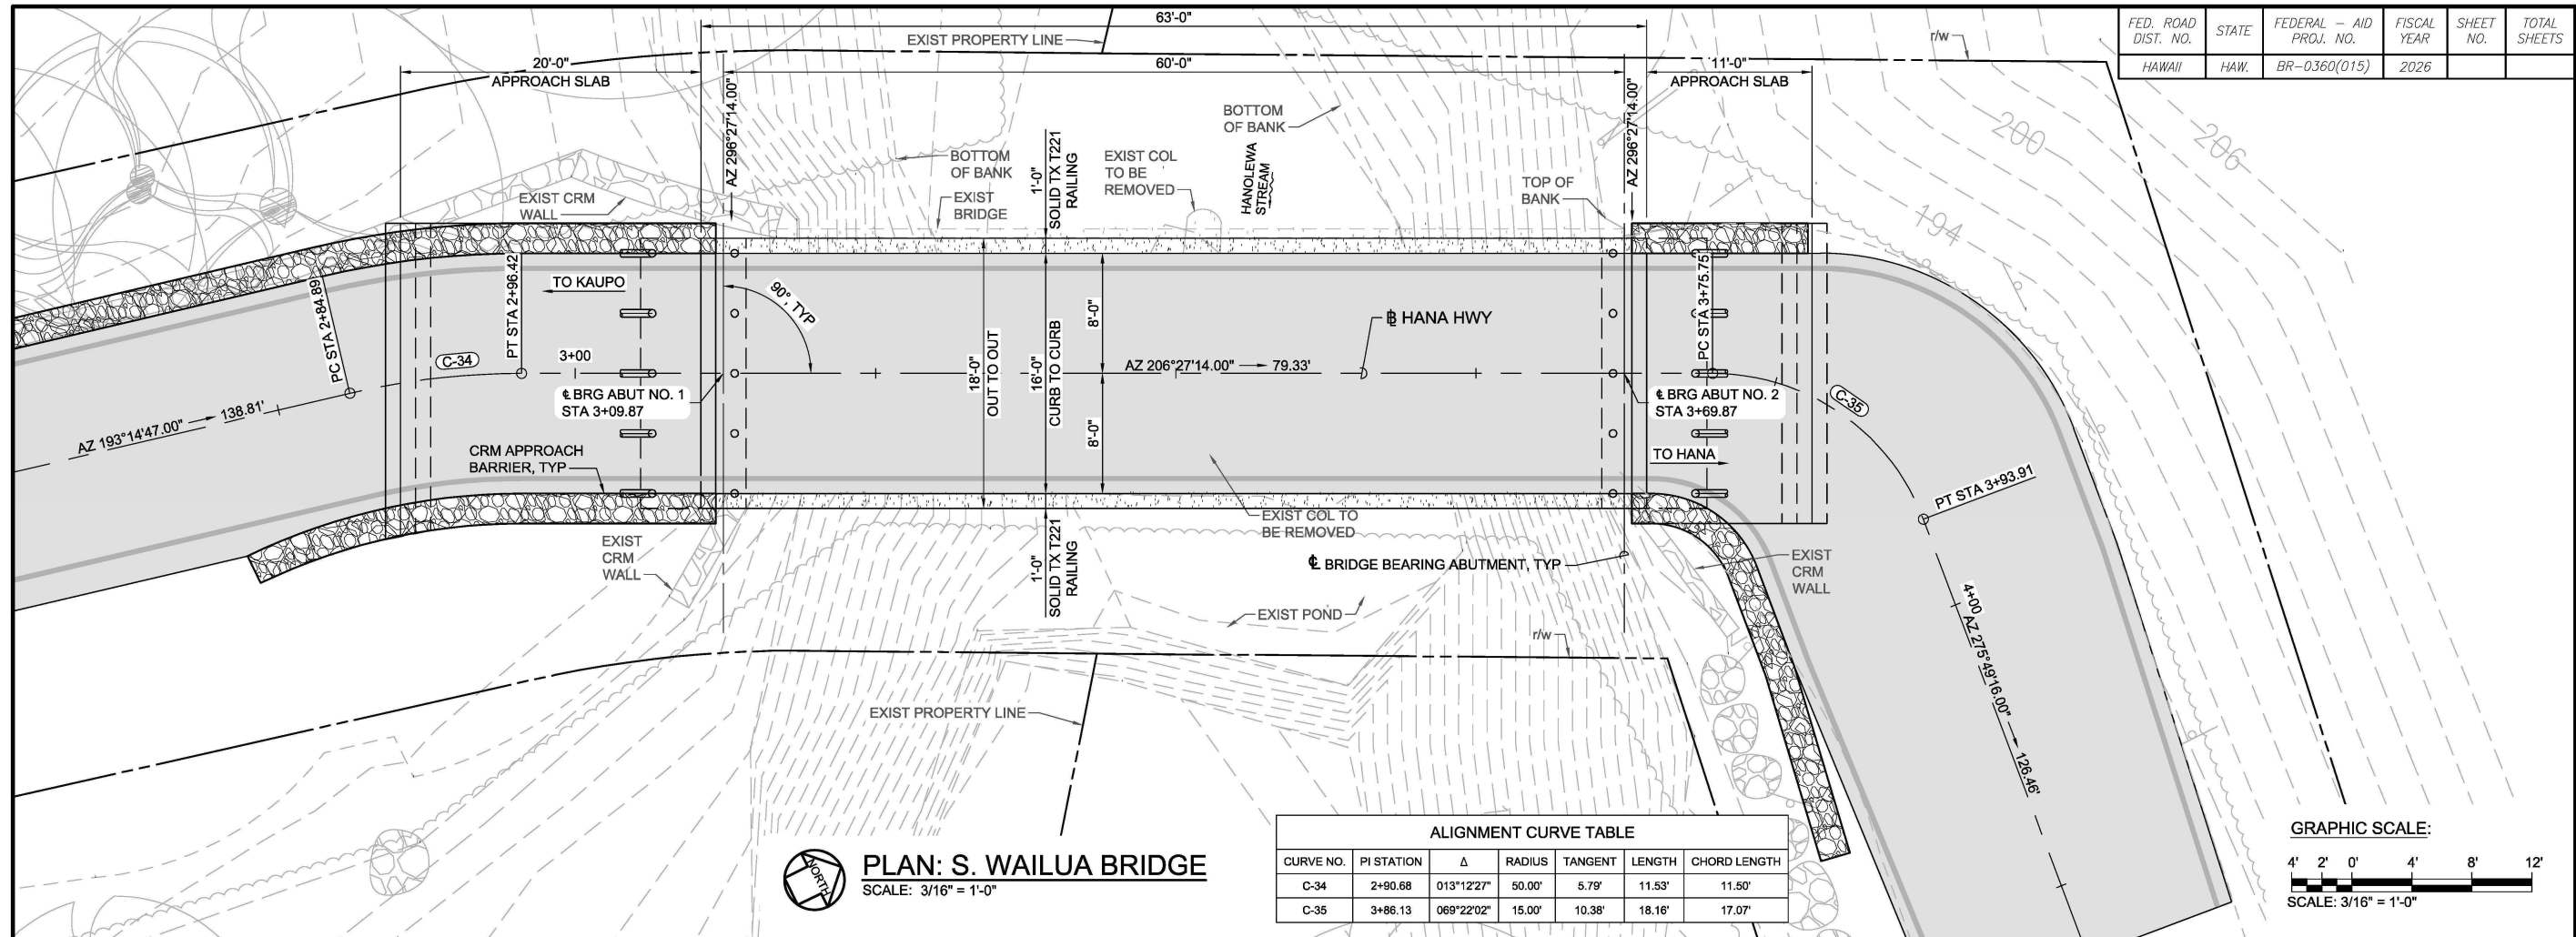 FED. ROAD DIST. NO.
STATE
FEDERAL – AID PROJ. NO.
FISCAL YEAR
SHEET NO.
TOTAL SHEETS
HAWAII
HAW.
BR-0360(015)
2026
63'-0"
EXIST PROPERTY LINE
r/w
20'-0"
APPROACH SLAB
60'-0"
11'-0"
APPROACH SLAB
AZ 296°27'14.00"
AZ 296°27'14.00"
BOTTOM
OF BANK
200
206
194
BOTTOM
OF BANK
EXIST
BRIDGE
1'-0"
SOLID TX T221
RAILING
EXIST COL
TO BE
REMOVED
HANOLEWA
STREAM
TOP OF
BANK
EXIST CRM
WALL
PC STA 2+84.89
PT STA 2+96.42
TO KAUPO
90°, TYP
C-34
3+00
℄ BRG ABUT NO. 1
STA 3+09.87
18'-0"
OUT TO OUT
16'-0"
CURB TO CURB
8'-0"
8'-0"
AZ 206°27'14.00" 79.33'
B HANA HWY
PC STA 3+75.75
℄ BRG ABUT NO. 2
STA 3+69.87
C-35
AZ 193°14'47.00" 138.81'
CRM APPROACH
BARRIER, TYP
TO HANA
PT STA 3+93.91
EXIST
CRM
WALL
1'-0"
SOLID TX T221
RAILING
EXIST COL TO
BE REMOVED
℄ BRIDGE BEARING ABUTMENT, TYP
EXIST
CRM
WALL
EXIST POND
r/w
4+00 AZ 275°49'16.00" 126.46'
EXIST PROPERTY LINE
NORTH
PLAN: S. WAILUA BRIDGE
SCALE: 3/16" = 1'-0"
ALIGNMENT CURVE TABLE
CURVE NO. PI STATION Δ RADIUS TANGENT LENGTH CHORD LENGTH
C-34 2+90.68 013°12'27" 50.00' 5.79' 11.53' 11.50'
C-35 3+86.13 069°22'02" 15.00' 10.38' 18.16' 17.07'
GRAPHIC SCALE:
4' 2' 0' 4' 8' 12'
SCALE: 3/16" = 1'-0"